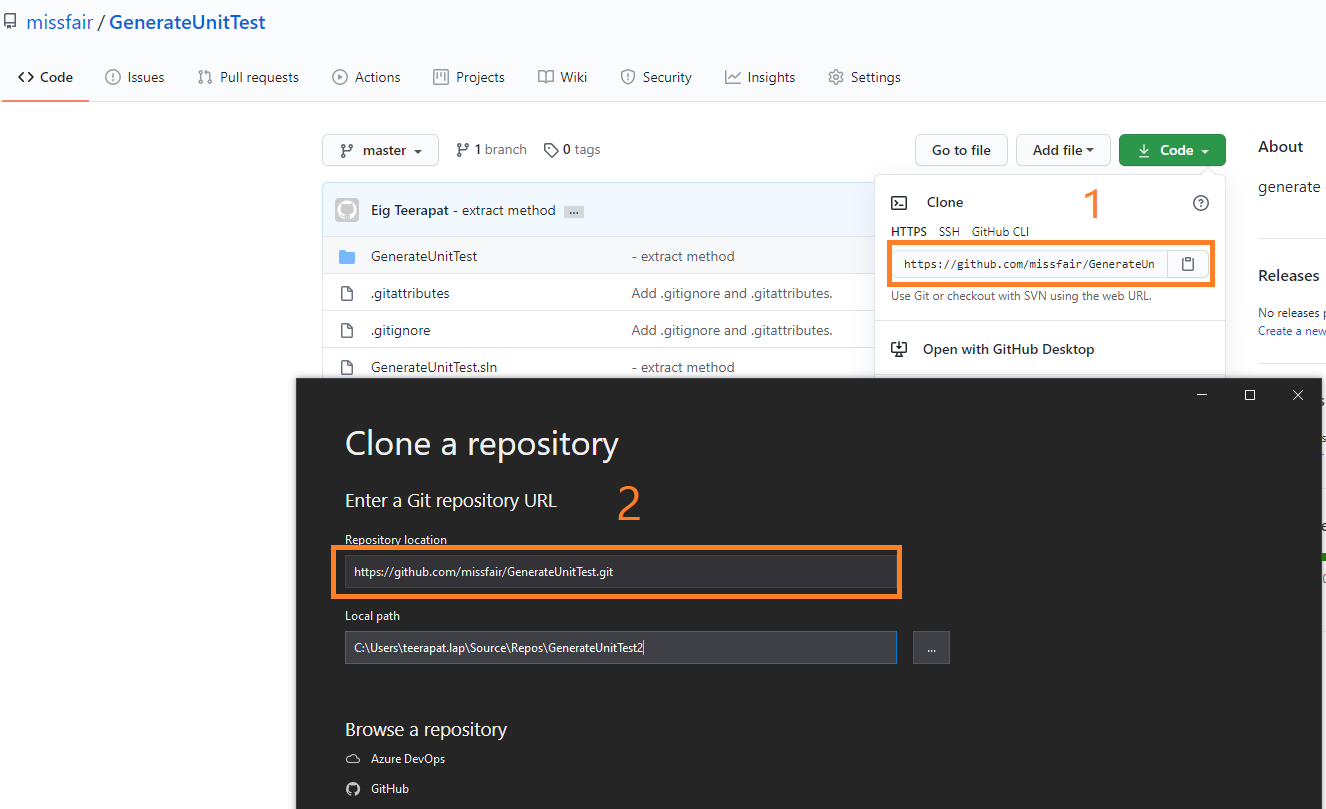 missfair / GenerateUnitTest
Code Issues Pull requests Actions Projects Wiki Security Insights Settings
master 1 branch 0 tags Go to file Add file Code
About
generate
Eig Teerapat - extract method ...
GenerateUnitTest - extract method
.gitattributes Add .gitignore and .gitattributes.
.gitignore Add .gitignore and .gitattributes.
GenerateUnitTest.sln - extract method
Clone 1
HTTPS SSH GitHub CLI
https://github.com/missfair/GenerateUn
Use Git or checkout with SVN using the web URL.
Open with GitHub Desktop
Releases
No releases p
Create a new
Clone a repository
Enter a Git repository URL 2
Repository location
https://github.com/missfair/GenerateUnitTest.git
Local path
C:\Users\teerapat.lap\Source\Repos\GenerateUnitTest2
...
Browse a repository
Azure DevOps
GitHub